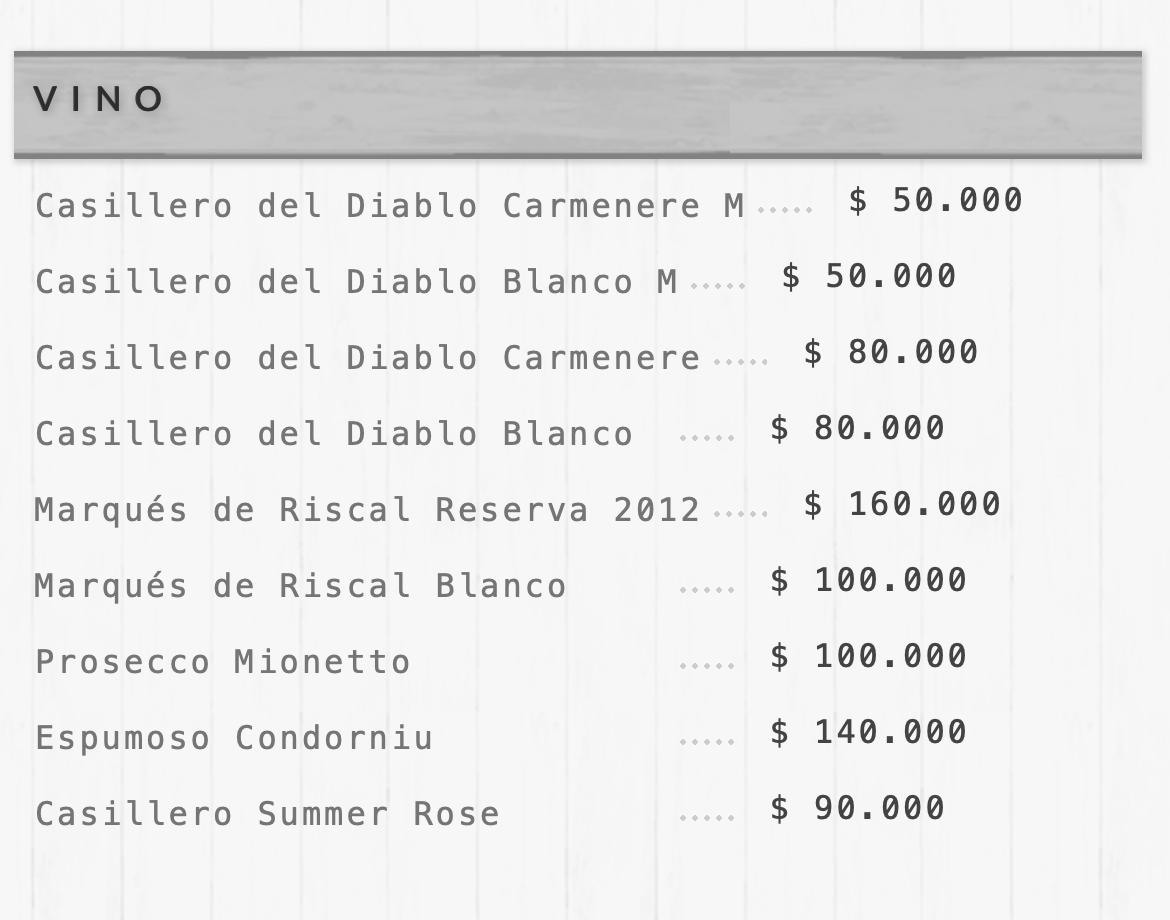 VINO
Casillero del Diablo Carmenere M ..... $ 50.000
Casillero del Diablo Blanco M ..... $ 50.000
Casillero del Diablo Carmenere ..... $ 80.000
Casillero del Diablo Blanco ..... $ 80.000
Marqués de Riscal Reserva 2012 ..... $ 160.000
Marqués de Riscal Blanco ..... $ 100.000
Prosecco Mionetto ..... $ 100.000
Espumoso Condorniu ..... $ 140.000
Casillero Summer Rose ..... $ 90.000